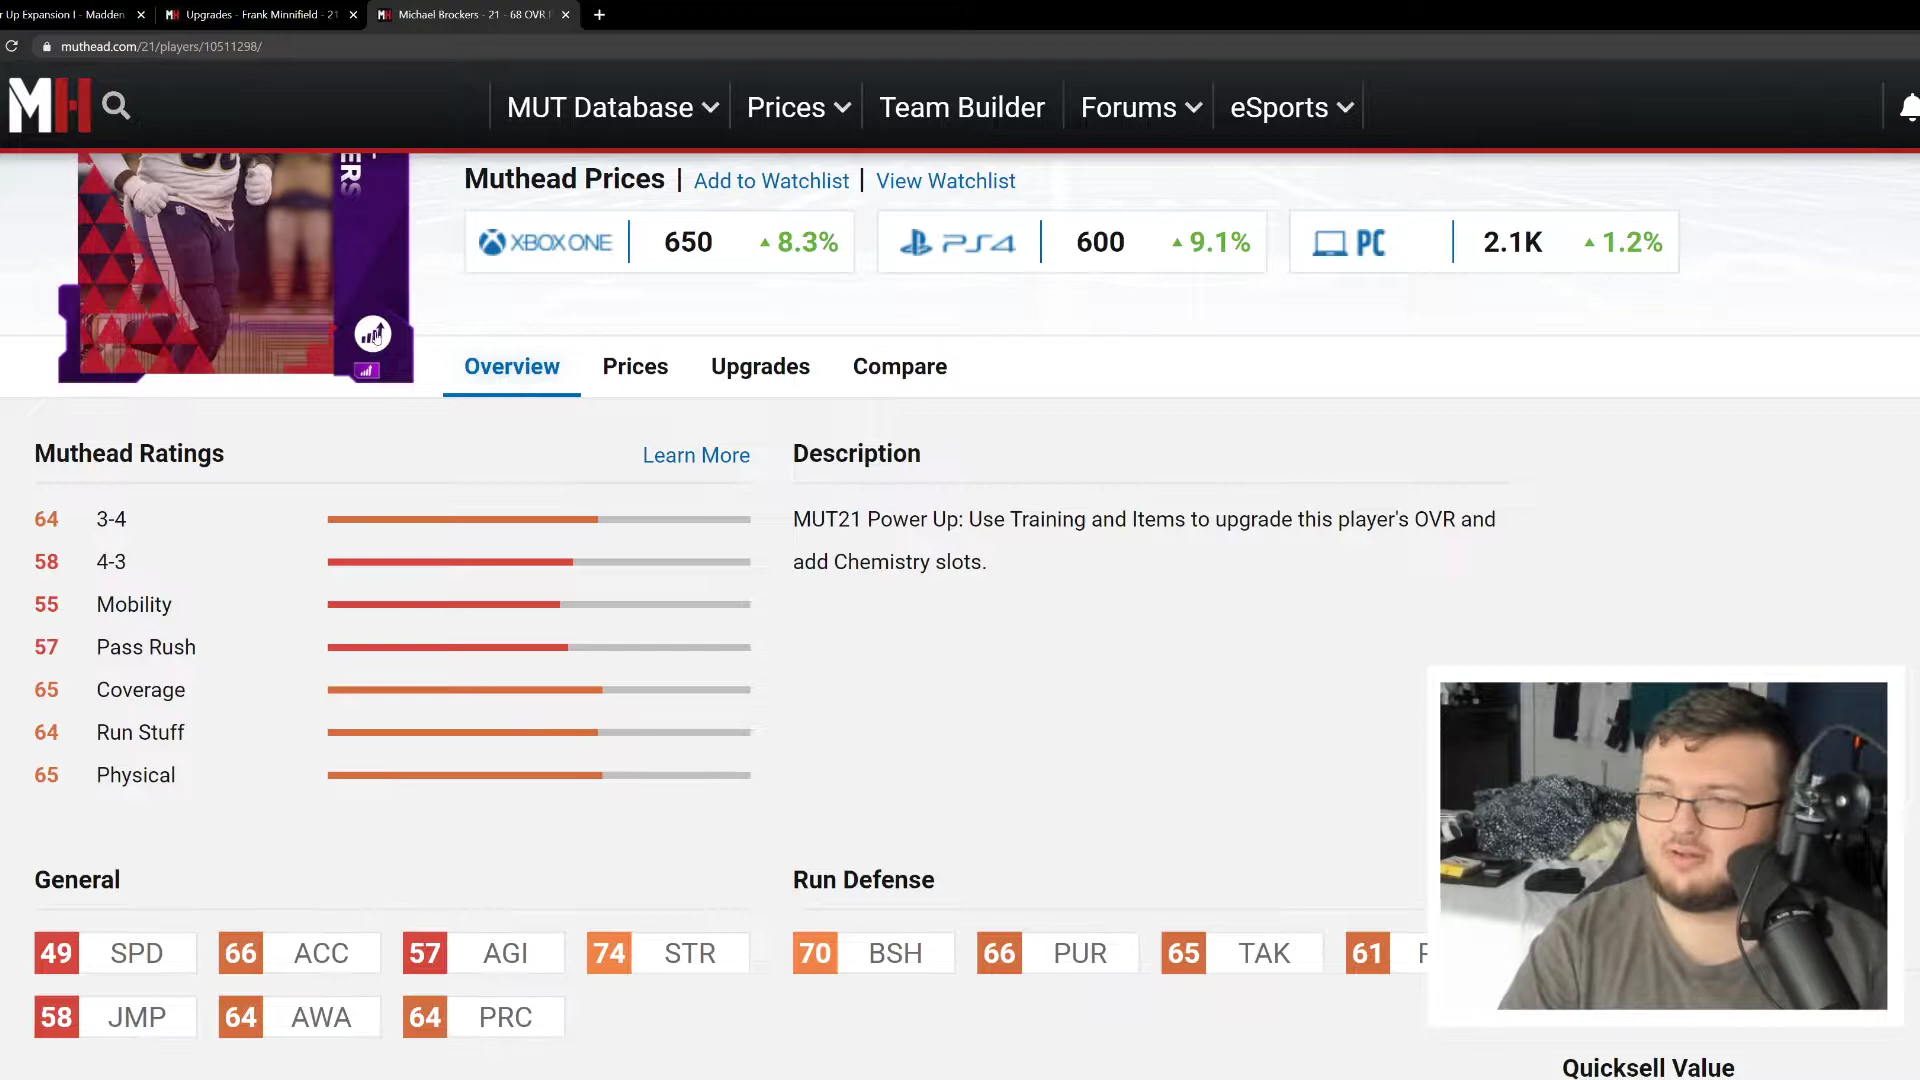 r Up Expansion I - Madden
Upgrades - Frank Minnifield - 21
Michael Brockers - 21 - 68 OVR
muthead.com/21/players/10511298/
MH
MUT Database
Prices
Team Builder
Forums
eSports
ERS
Muthead Prices | Add to Watchlist | View Watchlist
XBOX ONE 650 8.3%
PS4 600 9.1%
PC 2.1K 1.2%
Overview
Prices
Upgrades
Compare
Muthead Ratings
Learn More
64 3-4
58 4-3
55 Mobility
57 Pass Rush
65 Coverage
64 Run Stuff
65 Physical
Description
MUT21 Power Up: Use Training and Items to upgrade this player's OVR and
add Chemistry slots.
General
49 SPD 66 ACC 57 AGI 74 STR
58 JMP 64 AWA 64 PRC
Run Defense
70 BSH 66 PUR 65 TAK 61
Quicksell Value